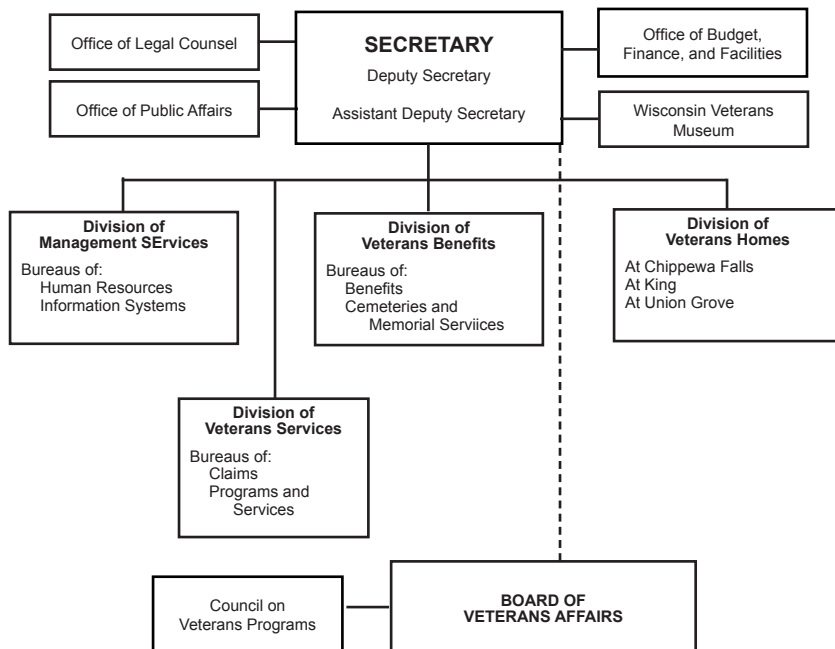 Office of Legal Counsel
Office of Public Affairs
SECRETARY
Deputy Secretary
Assistant Deputy Secretary
Office of Budget,
Finance, and Facilities
Wisconsin Veterans
Museum
Division of
Management SErvices
Bureaus of:
Human Resources
Information Systems
Division of
Veterans Benefits
Bureaus of:
Benefits
Cemeteries and
Memorial Serviices
Division of
Veterans Homes
At Chippewa Falls
At King
At Union Grove
Division of
Veterans Services
Bureaus of:
Claims
Programs and
Services
Council on
Veterans Programs
BOARD OF
VETERANS AFFAIRS